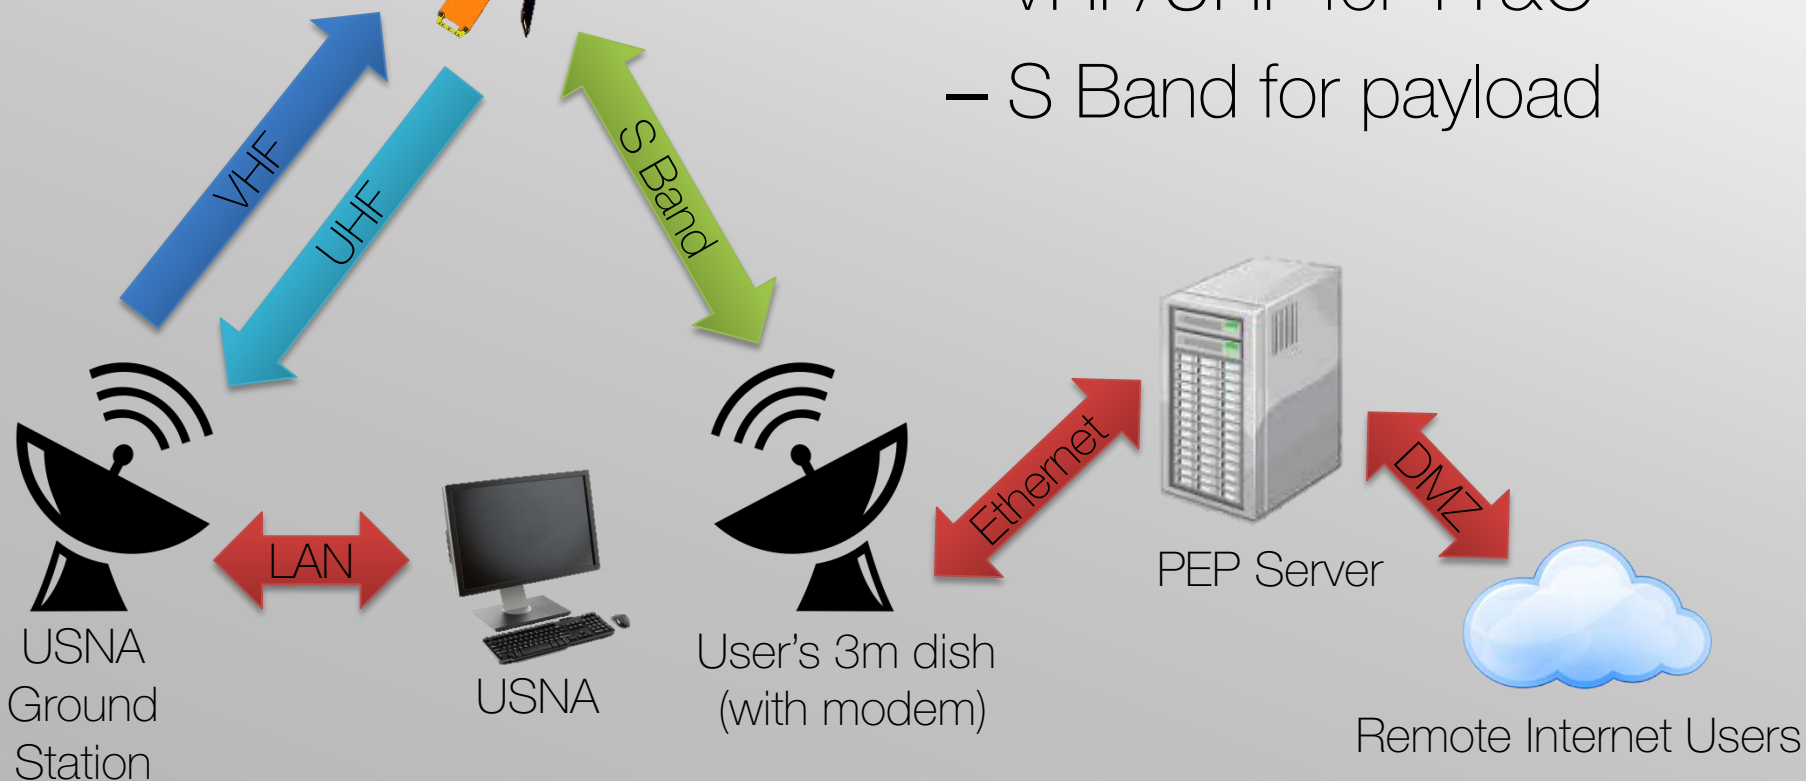 – S Band for payload
VHF
UHF
S Band
Ethernet
DMZ
LAN
PEP Server
USNA
Ground
Station
USNA
User's 3m dish
(with modem)
Remote Internet Users